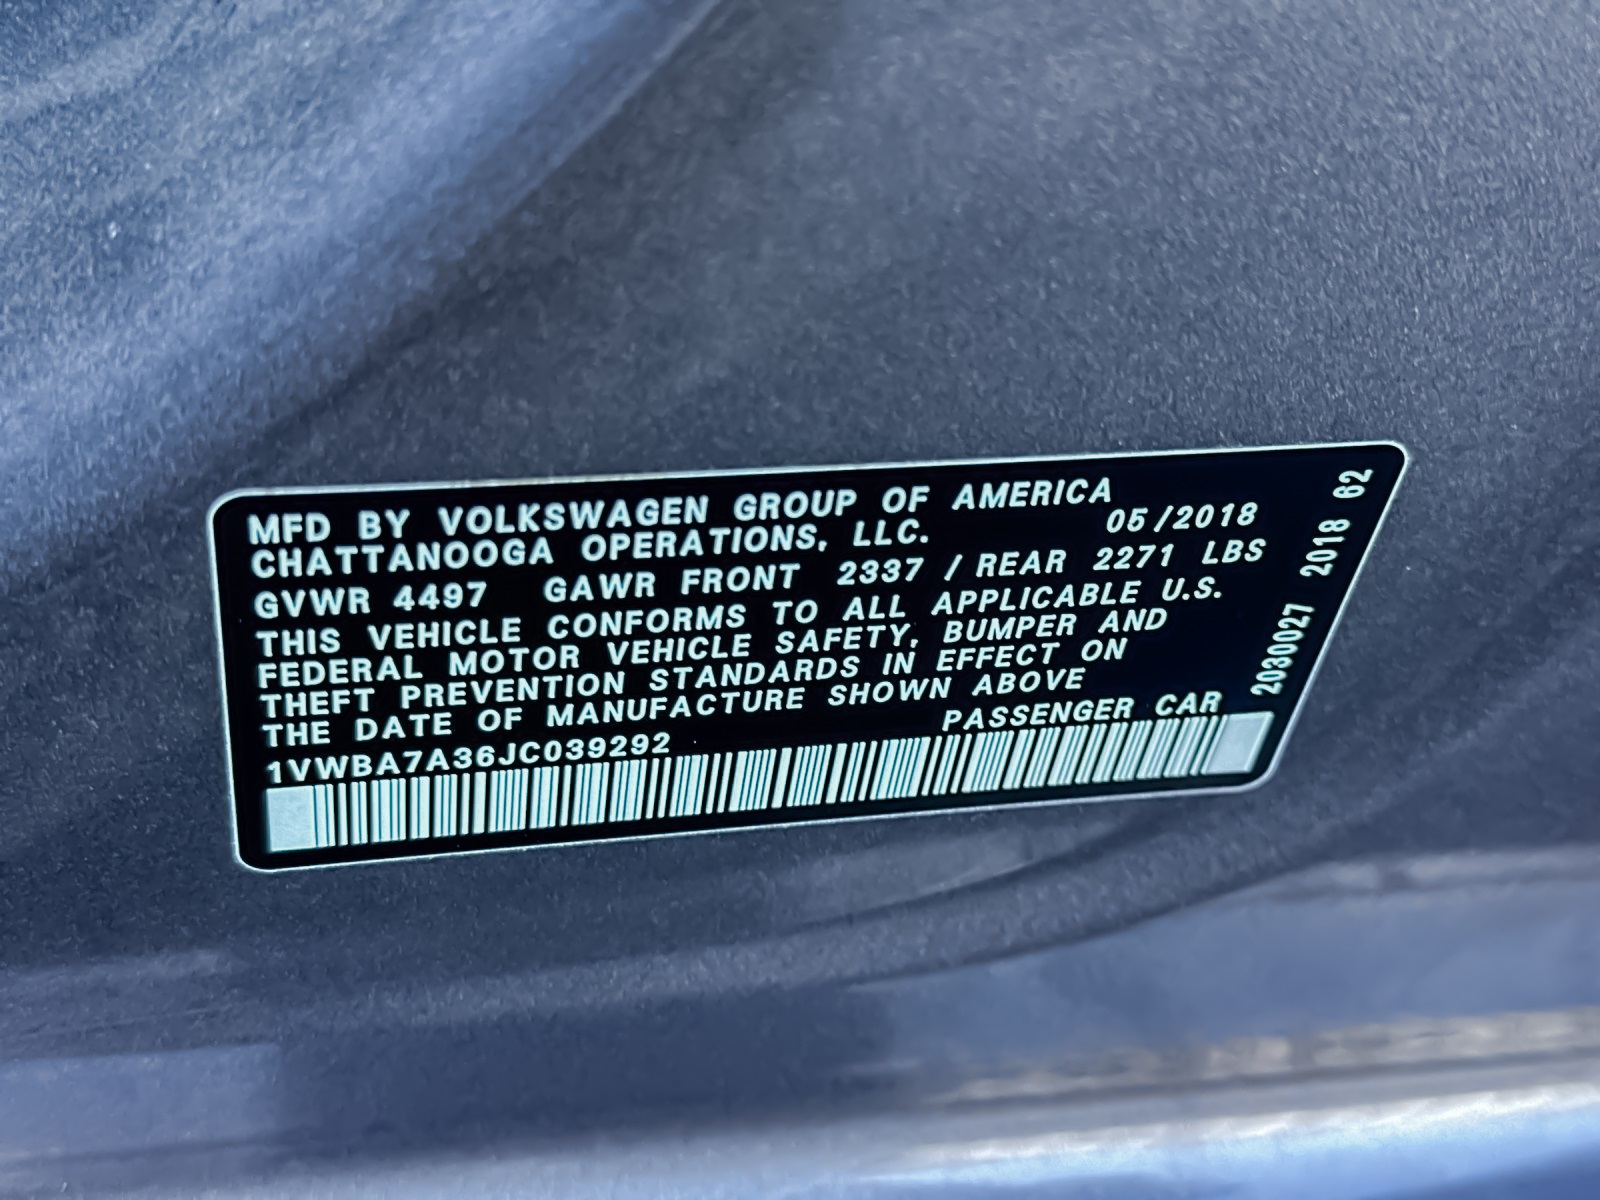 MFD BY VOLKSWAGEN GROUP OF AMERICA
CHATTANOOGA OPERATIONS, LLC. 05/2018
GVWR 4497 GAWR FRONT 2337 / REAR 2271 LBS
THIS VEHICLE CONFORMS TO ALL APPLICABLE U.S.
FEDERAL MOTOR VEHICLE SAFETY, BUMPER AND
THEFT PREVENTION STANDARDS IN EFFECT ON
THE DATE OF MANUFACTURE SHOWN ABOVE
1VWBA7A36JC039292 PASSENGER CAR
2030027 2018 62